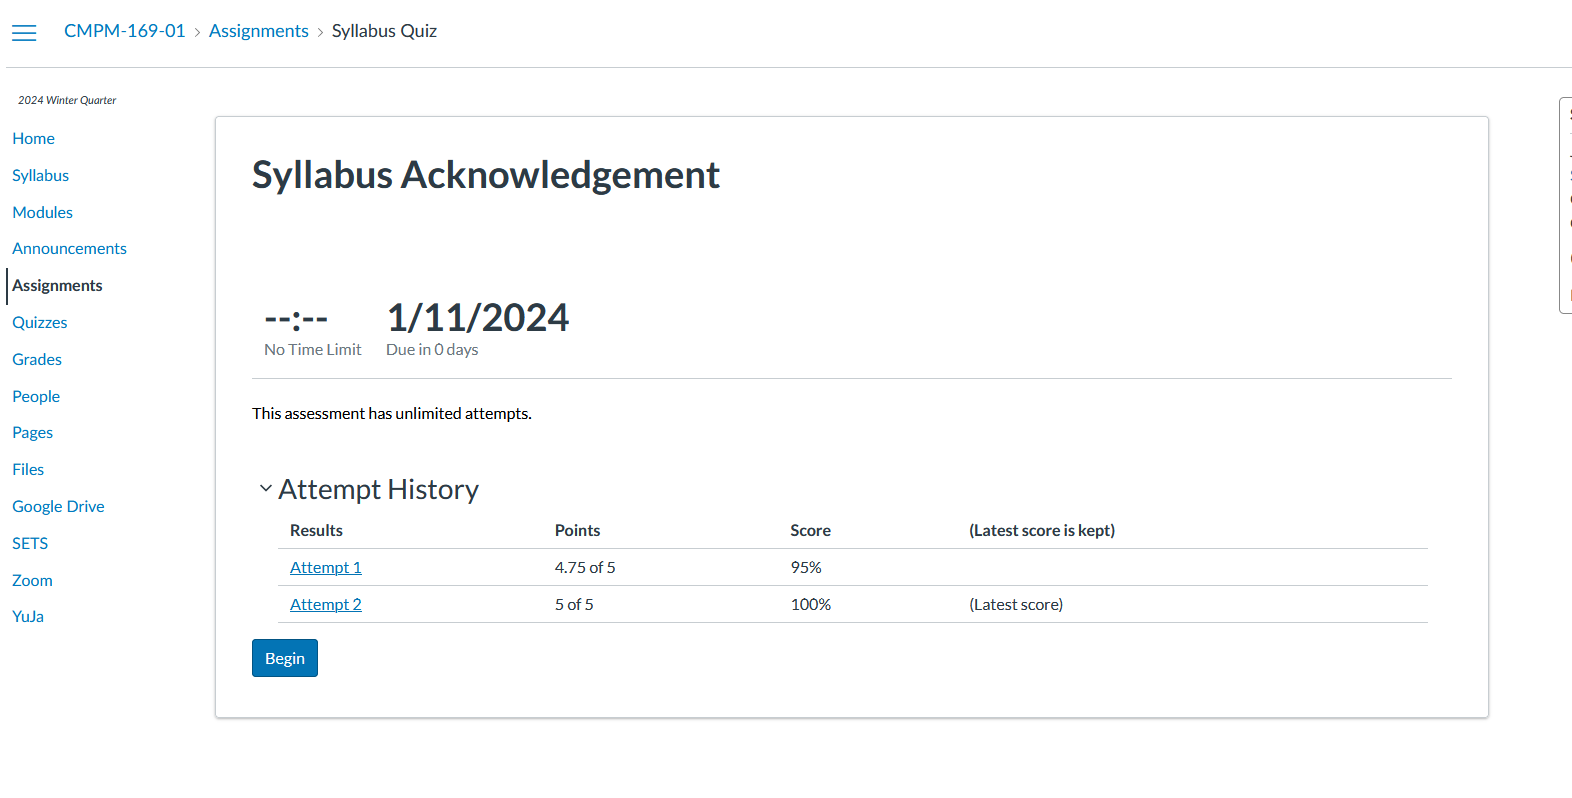 CMPM-169-01 › Assignments › Syllabus Quiz
2024 Winter Quarter
Home
Syllabus
Modules
Announcements
Assignments
Quizzes
Grades
People
Pages
Files
Google Drive
SETS
Zoom
YuJa
Syllabus Acknowledgement
--:-- 1/11/2024
No Time Limit Due in 0 days
This assessment has unlimited attempts.
Attempt History
Results Points Score (Latest score is kept)
Attempt 1 4.75 of 5 95%
Attempt 2 5 of 5 100% (Latest score)
Begin